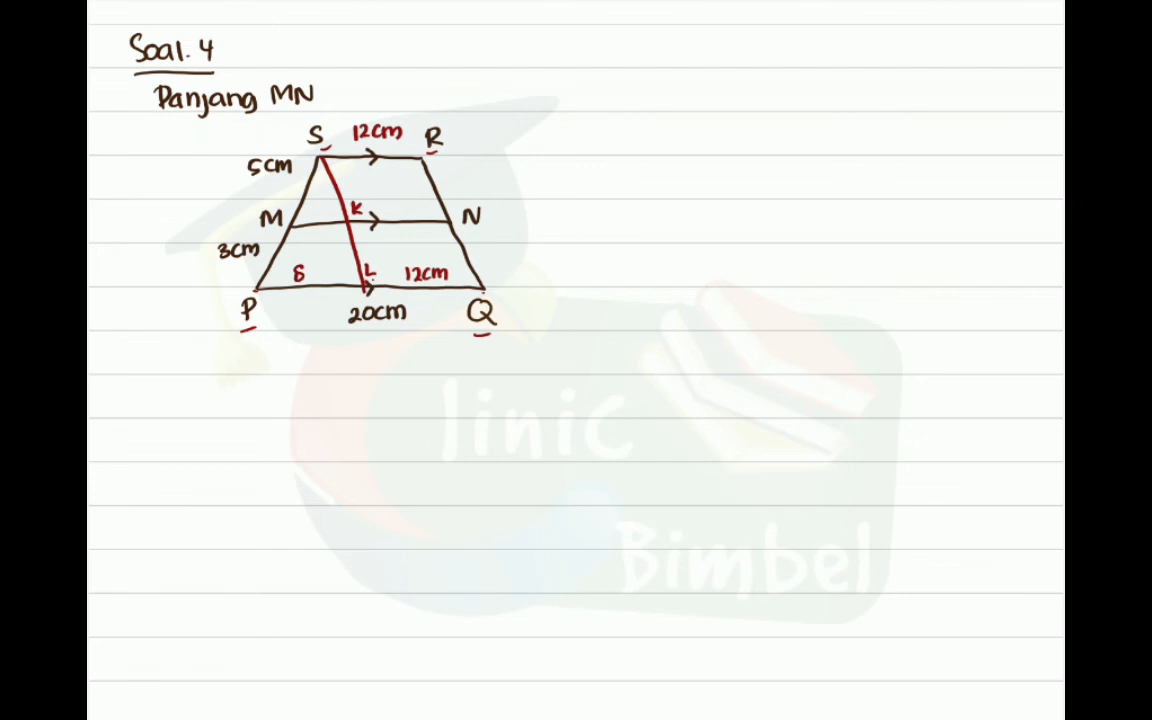 Soal. 4
Panjang MN
S 12cm R
5cm
M K N
3cm
8 L 12cm
P 20cm Q
linic
Bimbel